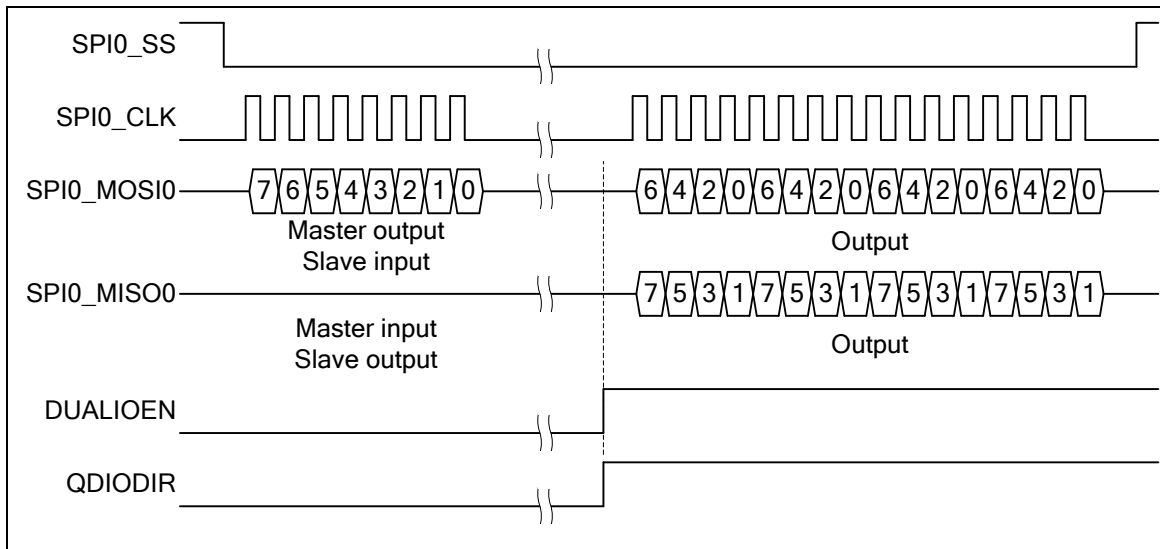 SPI0_SS
SPI0_CLK
SPI0_MOSI0 7 6 5 4 3 2 1 0 6 4 2 0 6 4 2 0 6 4 2 0 6 4 2 0
Master output Output
Slave input
SPI0_MISO0 7 5 3 1 7 5 3 1 7 5 3 1 7 5 3 1
Master input Output
Slave output
DUALIOEN
QDIODIR